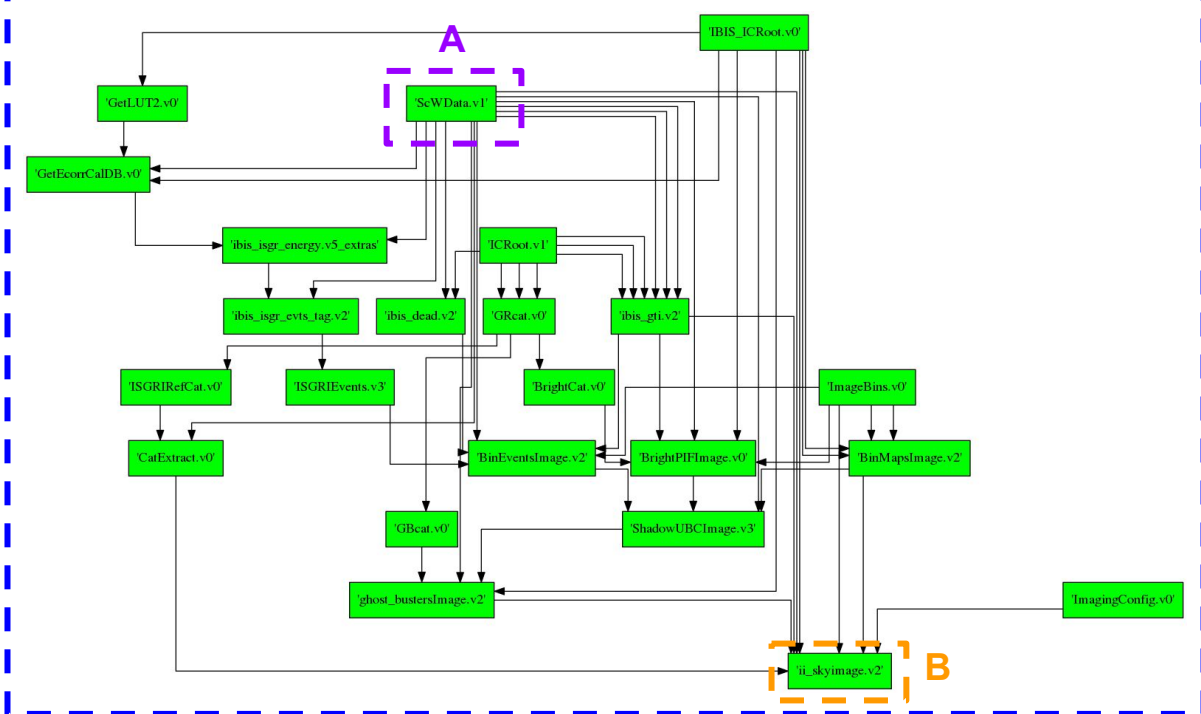 'IBIS_ICRoot.v0'
A
'GetLUT2.v0'
'ScWData.v1'
'GetEcorrCalDB.v0'
'ibis_isgr_energy.v5_extras'
'ICRoot.v1'
'ibis_isgr_evts_tag.v2'
'ibis_dead.v2'
'GRcat.v0'
'ibis_gti.v2'
'ISGRIRefCat.v0'
'ISGRIEvents.v3'
'BrightCat.v0'
'ImageBins.v0'
'CatExtract.v0'
'BinEventsImage.v2'
'BrightPIFImage.v0'
'BinMapsImage.v2'
'GBcat.v0'
'ShadowUBCImage.v3'
'ghost_bustersImage.v2'
'ImagingConfig.v0'
'ii_skyimage.v2'
B